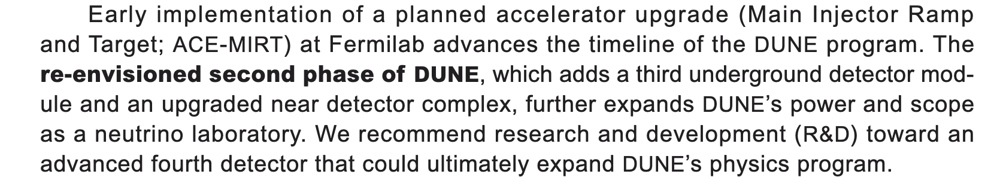 Early implementation of a planned accelerator upgrade (Main Injector Ramp
and Target; ACE-MIRT) at Fermilab advances the timeline of the DUNE program. The
re-envisioned second phase of DUNE, which adds a third underground detector mod-
ule and an upgraded near detector complex, further expands DUNE’s power and scope
as a neutrino laboratory. We recommend research and development (R&D) toward an
advanced fourth detector that could ultimately expand DUNE’s physics program.